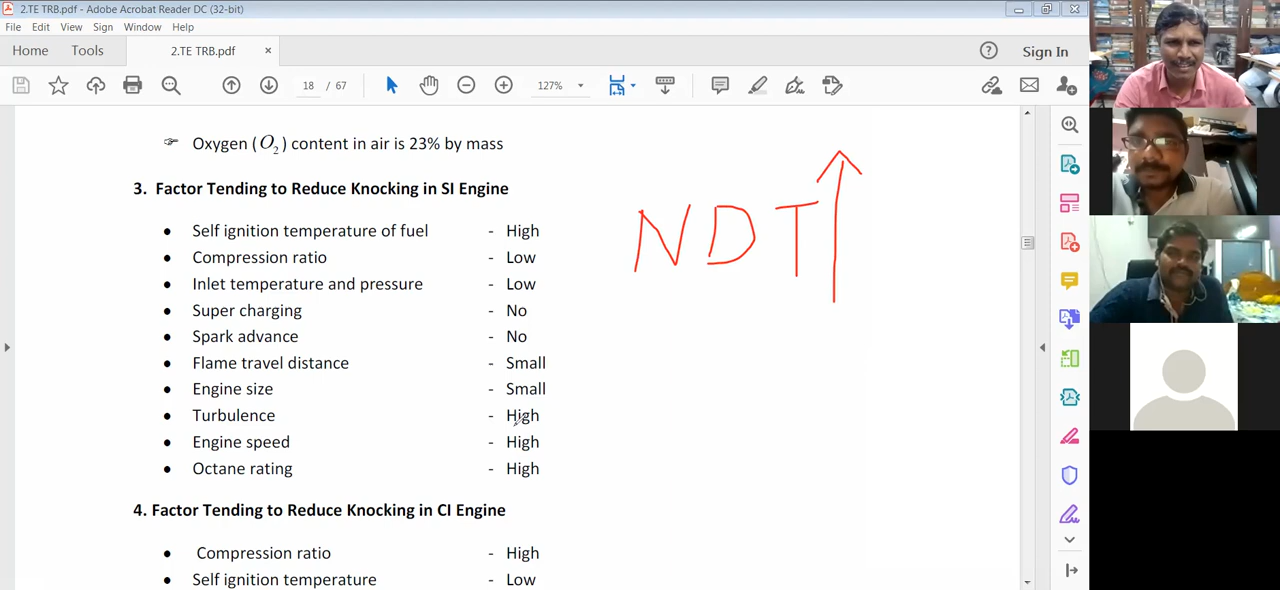 2.TE TRB.pdf - Adobe Acrobat Reader DC (32-bit)
File Edit View Sign Window Help
Home Tools 2.TE TRB.pdf × Sign In
18 / 67 127%
☞ Oxygen (O₂) content in air is 23% by mass
3. Factor Tending to Reduce Knocking in SI Engine
• Self ignition temperature of fuel - High
• Compression ratio - Low
• Inlet temperature and pressure - Low
• Super charging - No
• Spark advance - No
• Flame travel distance - Small
• Engine size - Small
• Turbulence - High
• Engine speed - High
• Octane rating - High
NDT↑
4. Factor Tending to Reduce Knocking in CI Engine
• Compression ratio - High
• Self ignition temperature - Low